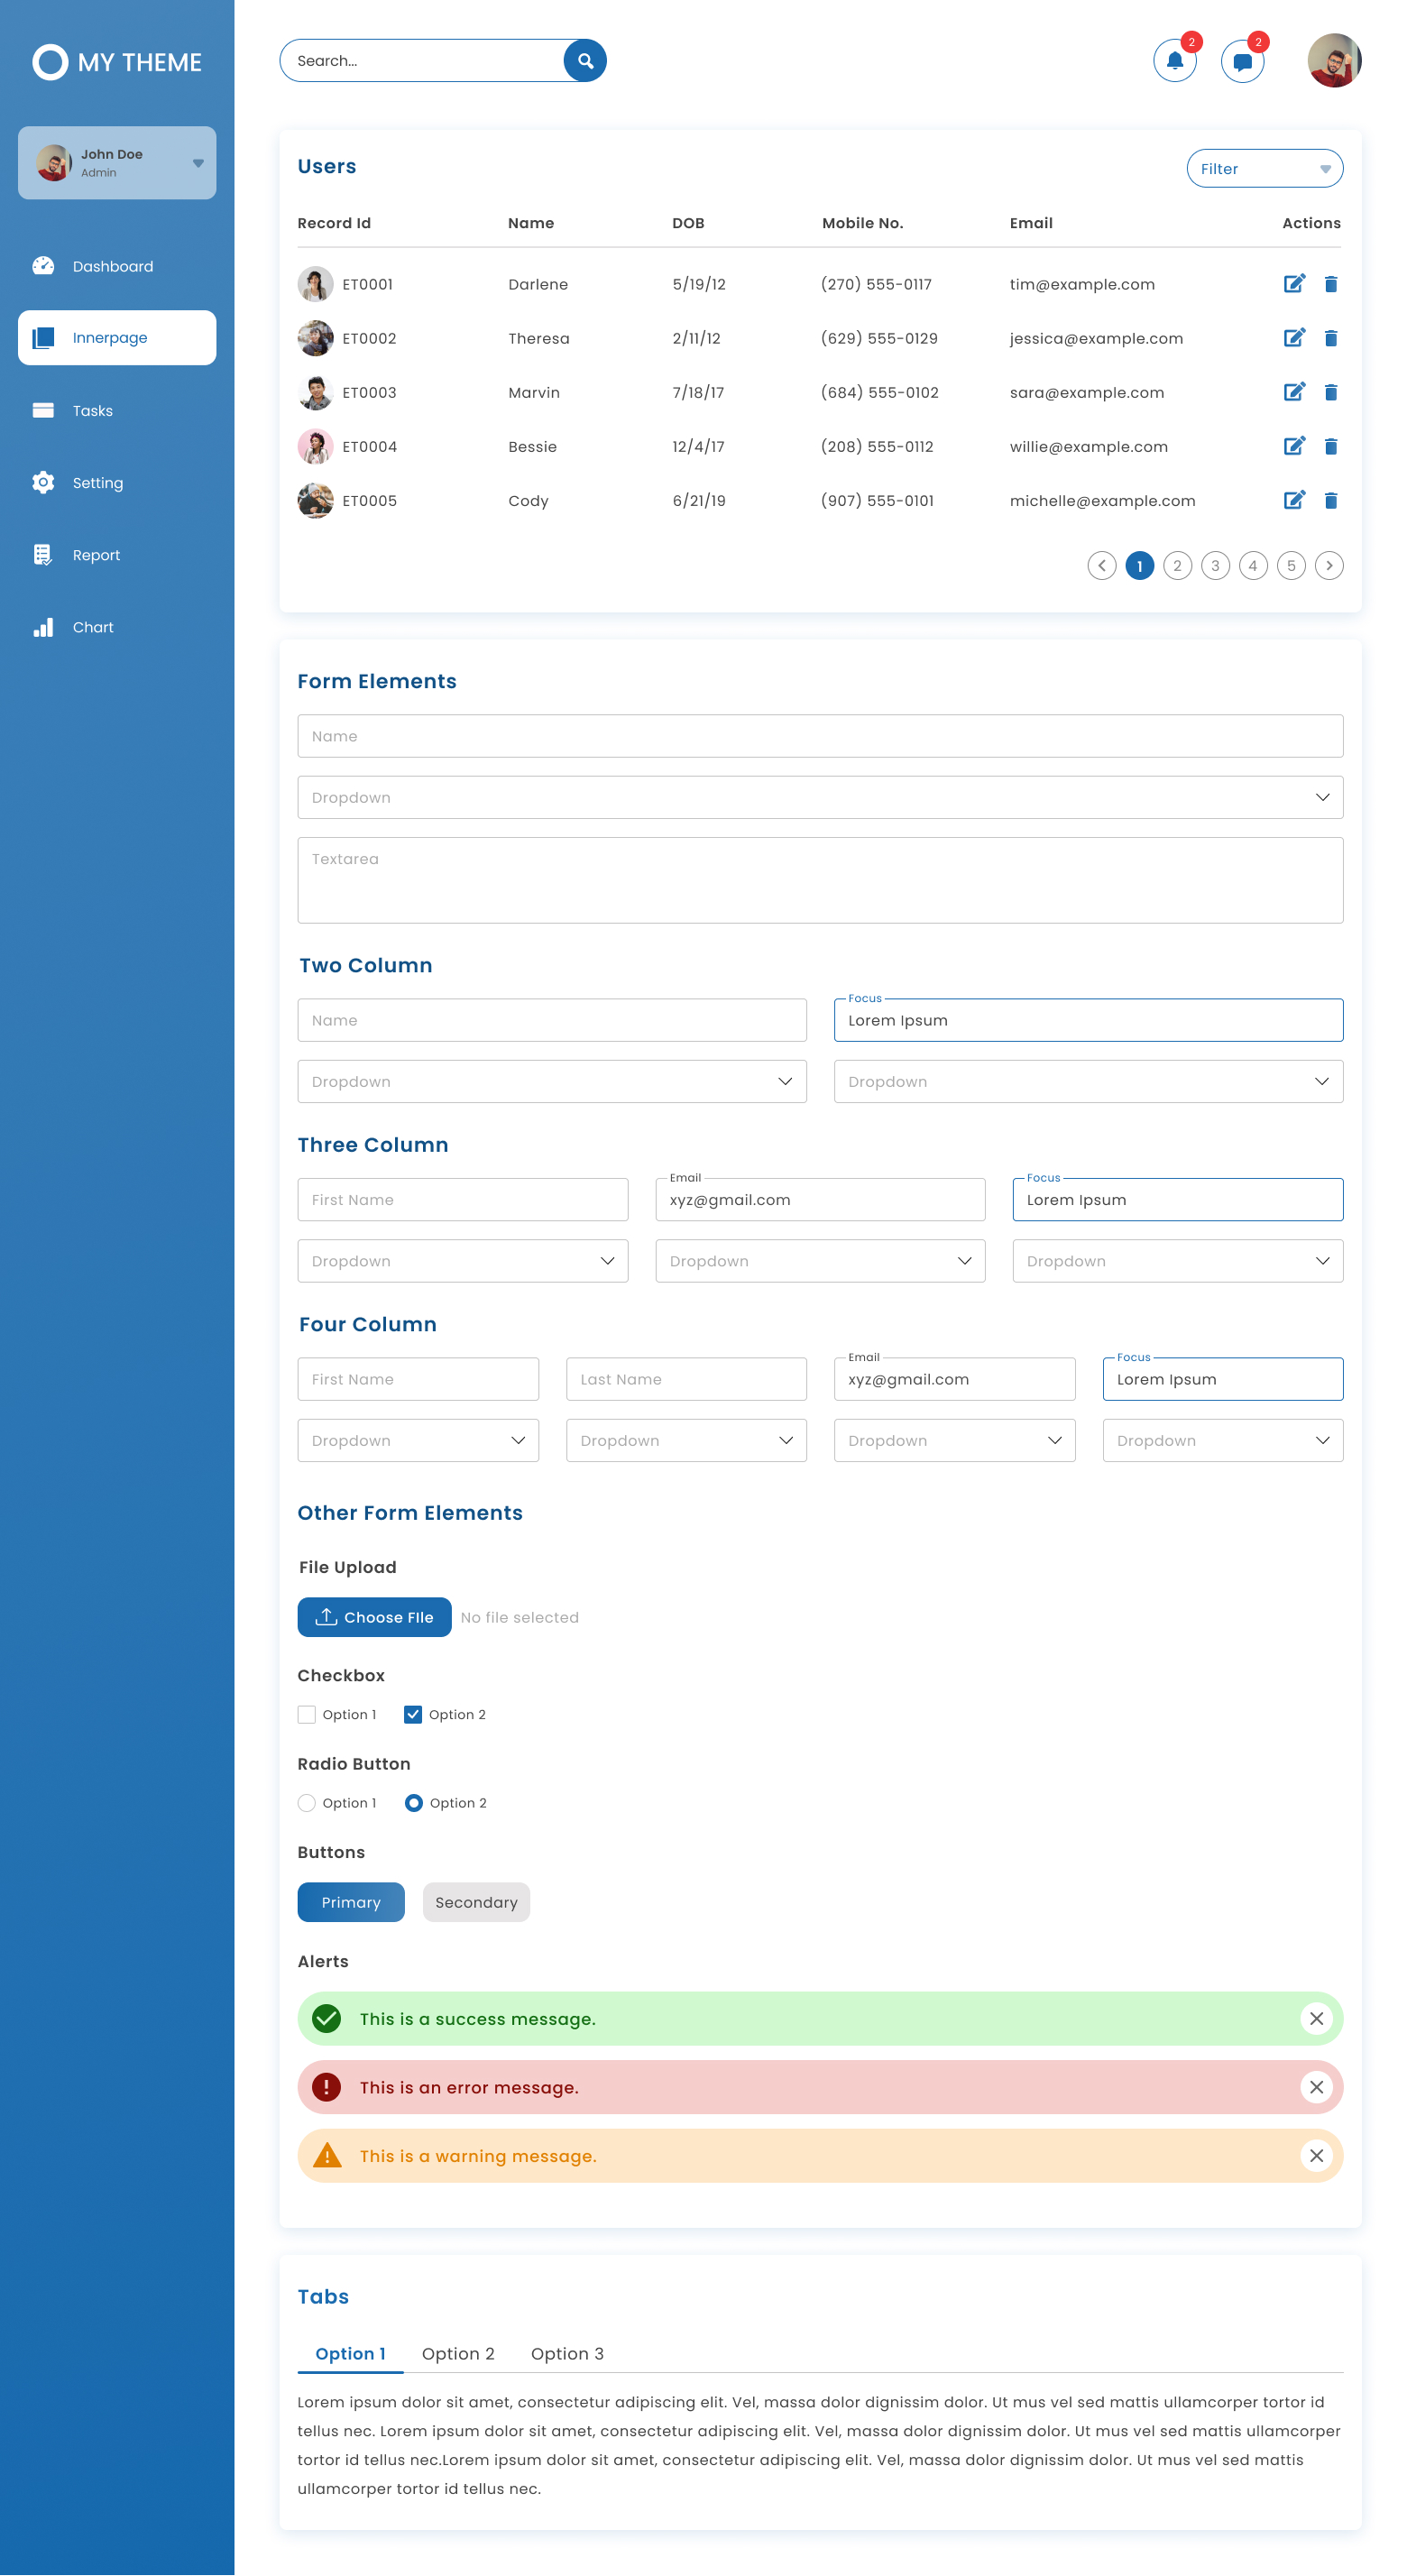 MY THEME
John Doe
Admin
Dashboard
Innerpage
Tasks
Setting
Report
Chart
Search...
2
2
Users
Filter
Record Id Name DOB Mobile No. Email Actions
ET0001 Darlene 5/19/12 (270) 555-0117 tim@example.com
ET0002 Theresa 2/11/12 (629) 555-0129 jessica@example.com
ET0003 Marvin 7/18/17 (684) 555-0102 sara@example.com
ET0004 Bessie 12/4/17 (208) 555-0112 willie@example.com
ET0005 Cody 6/21/19 (907) 555-0101 michelle@example.com
1 2 3 4 5
Form Elements
Name
Dropdown
Textarea
Two Column
Focus
Name Lorem Ipsum
Dropdown Dropdown
Three Column
Email Focus
First Name xyz@gmail.com Lorem Ipsum
Dropdown Dropdown Dropdown
Four Column
Email Focus
First Name Last Name xyz@gmail.com Lorem Ipsum
Dropdown Dropdown Dropdown Dropdown
Other Form Elements
File Upload
Choose FIle No file selected
Checkbox
Option 1 Option 2
Radio Button
Option 1 Option 2
Buttons
Primary Secondary
Alerts
This is a success message.
This is an error message.
This is a warning message.
Tabs
Option 1 Option 2 Option 3
Lorem ipsum dolor sit amet, consectetur adipiscing elit. Vel, massa dolor dignissim dolor. Ut mus vel sed mattis ullamcorper tortor id
tellus nec. Lorem ipsum dolor sit amet, consectetur adipiscing elit. Vel, massa dolor dignissim dolor. Ut mus vel sed mattis ullamcorper
tortor id tellus nec.Lorem ipsum dolor sit amet, consectetur adipiscing elit. Vel, massa dolor dignissim dolor. Ut mus vel sed mattis
ullamcorper tortor id tellus nec.